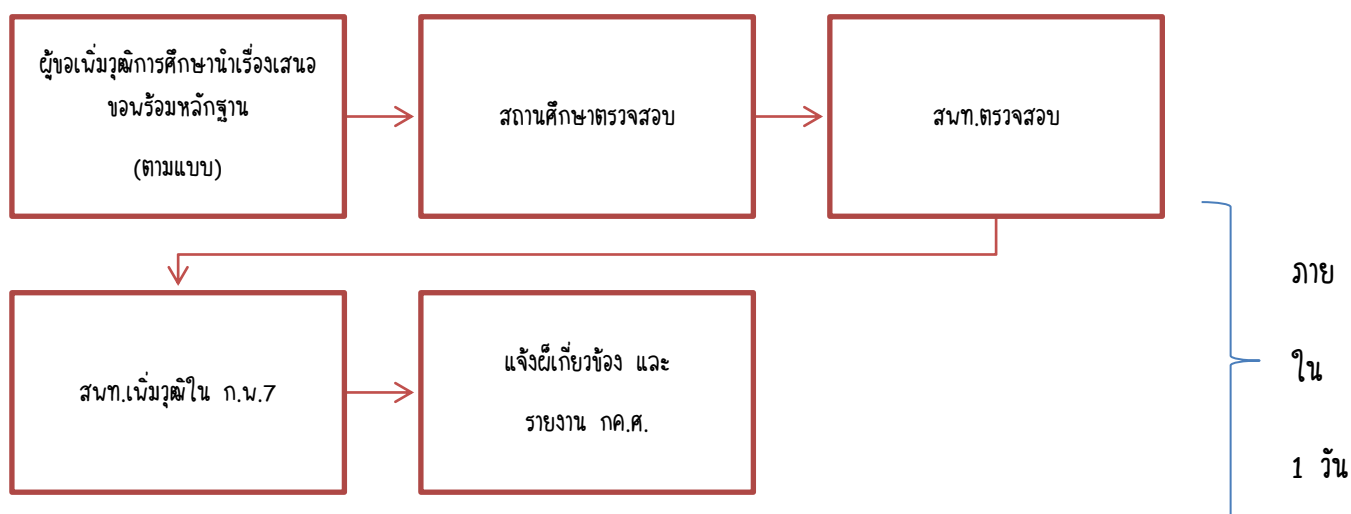 ผู้ขอเพิ่มวุฒิการศึกษานำเรื่องเสนอ
ขอพร้อมหลักฐาน
(ตามแบบ)
สถานศึกษาตรวจสอบ
สพท.ตรวจสอบ
สพท.เพิ่มวุฒิใน ก.พ.7
แจ้งผ็เกี่ยวข้อง และ
รายงาน กค.ศ.
ภาย
ใน
1 วัน